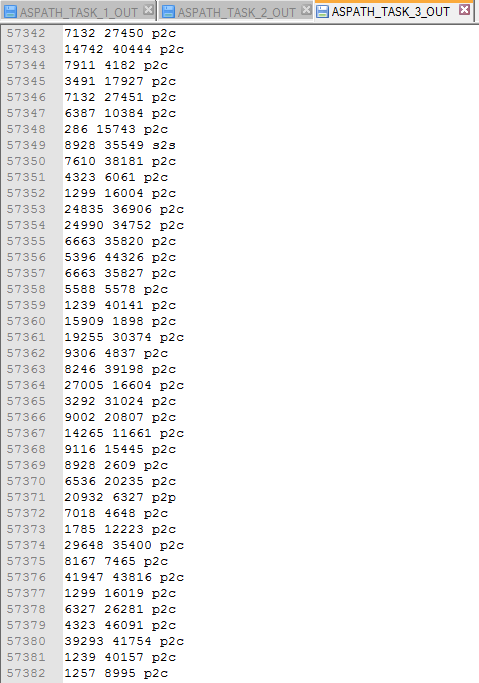 ASPATH_TASK_1_OUT ASPATH_TASK_2_OUT ASPATH_TASK_3_OUT
57342 7132 27450 p2c
57343 14742 40444 p2c
57344 7911 4182 p2c
57345 3491 17927 p2c
57346 7132 27451 p2c
57347 6387 10384 p2c
57348 286 15743 p2c
57349 8928 35549 s2s
57350 7610 38181 p2c
57351 4323 6061 p2c
57352 1299 16004 p2c
57353 24835 36906 p2c
57354 24990 34752 p2c
57355 6663 35820 p2c
57356 5396 44326 p2c
57357 6663 35827 p2c
57358 5588 5578 p2c
57359 1239 40141 p2c
57360 15909 1898 p2c
57361 19255 30374 p2c
57362 9306 4837 p2c
57363 8246 39198 p2c
57364 27005 16604 p2c
57365 3292 31024 p2c
57366 9002 20807 p2c
57367 14265 11661 p2c
57368 9116 15445 p2c
57369 8928 2609 p2c
57370 6536 20235 p2c
57371 20932 6327 p2p
57372 7018 4648 p2c
57373 1785 12223 p2c
57374 29648 35400 p2c
57375 8167 7465 p2c
57376 41947 43816 p2c
57377 1299 16019 p2c
57378 6327 26281 p2c
57379 4323 46091 p2c
57380 39293 41754 p2c
57381 1239 40157 p2c
57382 1257 8995 p2c